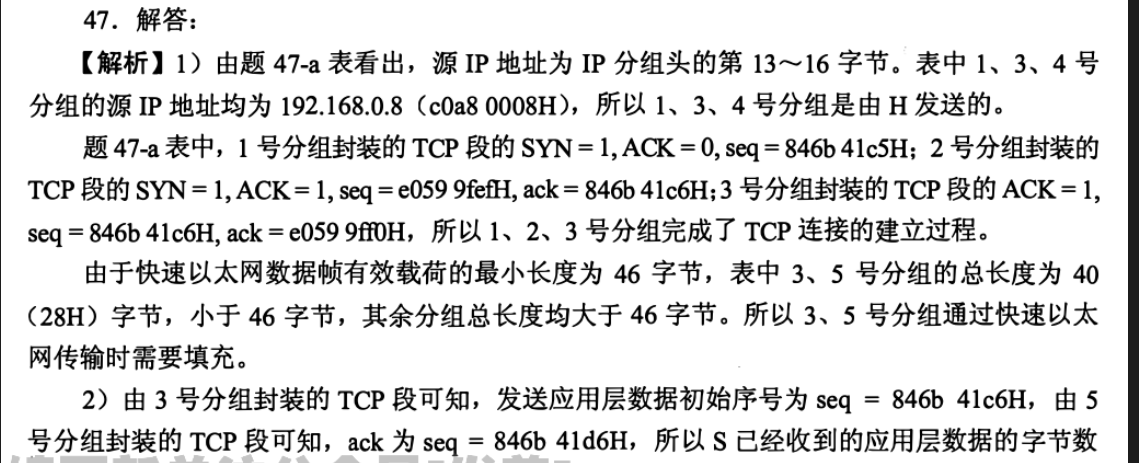 47．解答：
【解析】1）由题 47-a 表看出，源 IP 地址为 IP 分组头的第 13～16 字节。表中 1、3、4 号
分组的源 IP 地址均为 192.168.0.8（c0a8 0008H），所以 1、3、4 号分组是由 H 发送的。
题 47-a 表中，1 号分组封装的 TCP 段的 SYN = 1, ACK = 0, seq = 846b 41c5H；2 号分组封装的
TCP 段的 SYN = 1, ACK = 1, seq = e059 9fefH, ack = 846b 41c6H；3 号分组封装的 TCP 段的 ACK = 1,
seq = 846b 41c6H, ack = e059 9ff0H，所以 1、2、3 号分组完成了 TCP 连接的建立过程。
由于快速以太网数据帧有效载荷的最小长度为 46 字节，表中 3、5 号分组的总长度为 40
（28H）字节，小于 46 字节，其余分组总长度均大于 46 字节。所以 3、5 号分组通过快速以太
网传输时需要填充。
2）由 3 号分组封装的 TCP 段可知，发送应用层数据初始序号为 seq = 846b 41c6H，由 5
号分组封装的 TCP 段可知，ack 为 seq = 846b 41d6H，所以 S 已经收到的应用层数据的字节数